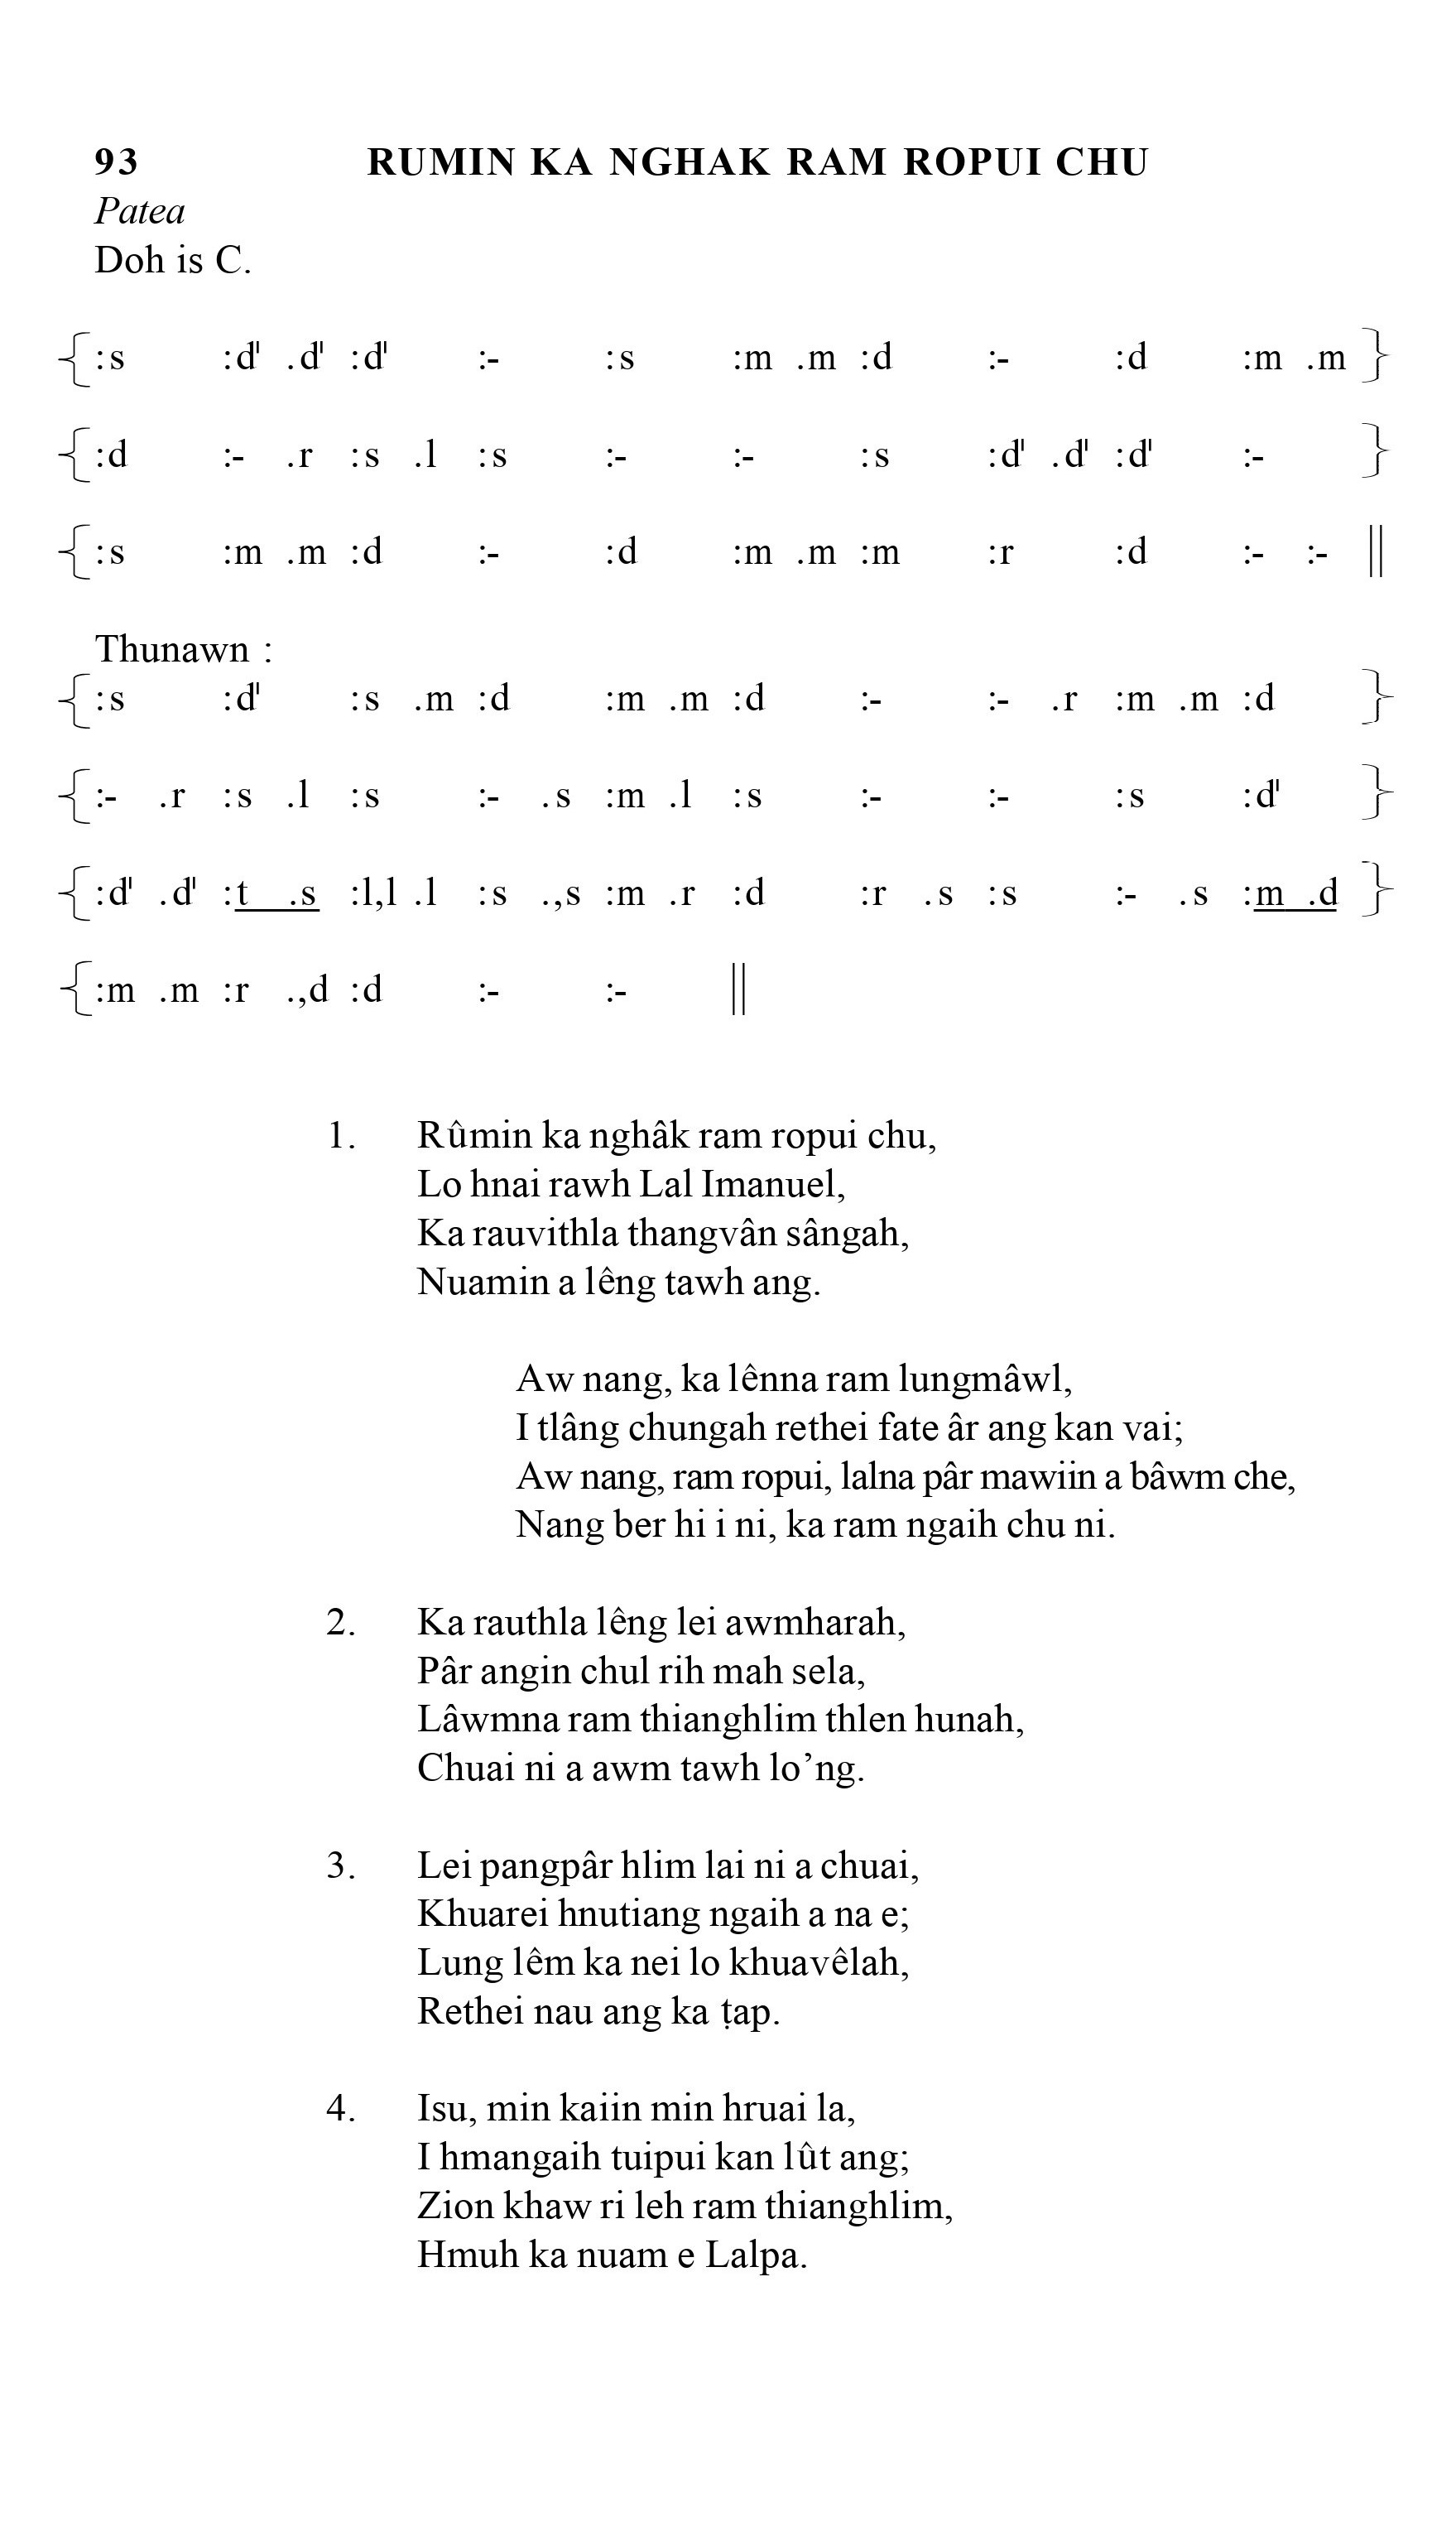 93 RUMIN KA NGHAK RAM ROPUI CHU
Patea
Doh is C.
{:s :d' .d' :d' :- :s :m .m :d :- :d :m .m }
{:d :- .r :s .l :s :- :- :s :d' .d' :d' :- }
{:s :m .m :d :- :d :m .m :m :r :d :- :- ||
Thunawn :
{:s :d' :s .m :d :m .m :d :- :- .r :m .m :d }
{:- .r :s .l :s :- .s :m .l :s :- :- :s :d' }
{:d' .d' :t .s :l,l .l :s .,s :m .r :d :r .s :s :- .s :m .d }
{:m .m :r .,d :d :- :- ||
1. Rûmin ka nghâk ram ropui chu,
Lo hnai rawh Lal Imanuel,
Ka rauvithla thangvân sângah,
Nuamin a lêng tawh ang.
Aw nang, ka lênna ram lungmâwl,
I tlâng chungah rethei fate âr ang kan vai;
Aw nang, ram ropui, lalna pâr mawiin a bâwm che,
Nang ber hi i ni, ka ram ngaih chu ni.
2. Ka rauthla lêng lei awmharah,
Pâr angin chul rih mah sela,
Lâwmna ram thianghlim thlen hunah,
Chuai ni a awm tawh lo’ng.
3. Lei pangpâr hlim lai ni a chuai,
Khuarei hnutiang ngaih a na e;
Lung lêm ka nei lo khuavêlah,
Rethei nau ang ka ṭap.
4. Isu, min kaiin min hruai la,
I hmangaih tuipui kan lût ang;
Zion khaw ri leh ram thianghlim,
Hmuh ka nuam e Lalpa.